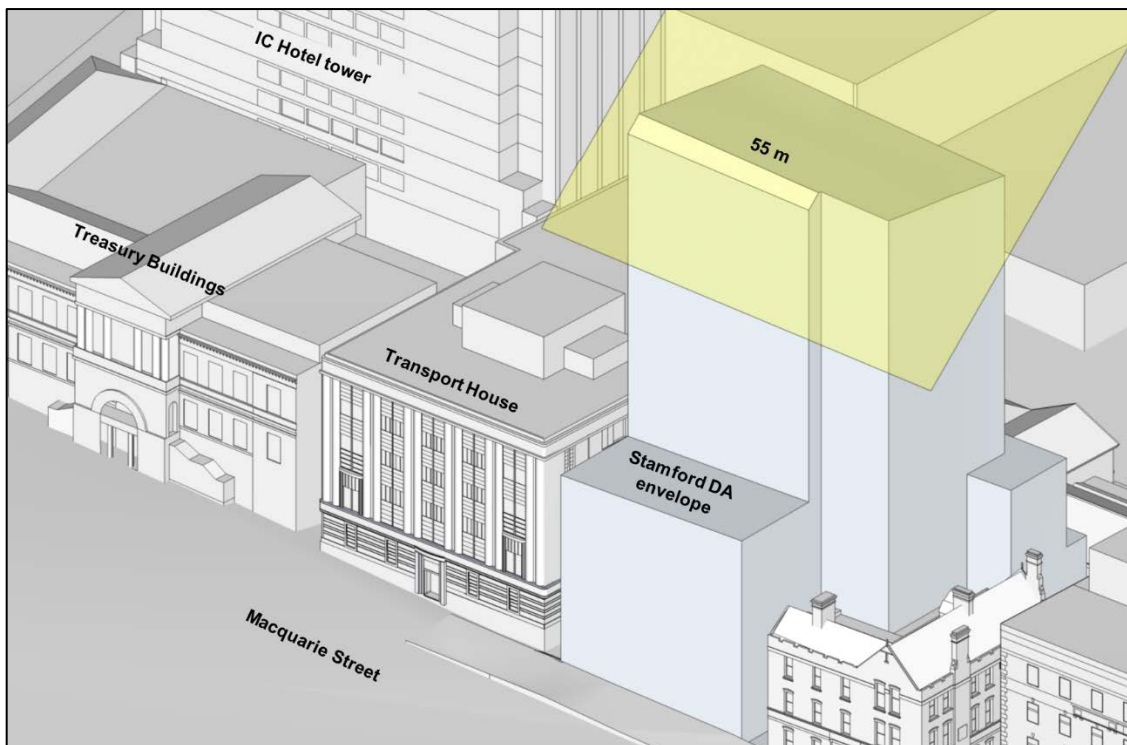 IC Hotel tower
55 m
Treasury Buildings
Transport House
Stamford DA
envelope
Macquarie Street